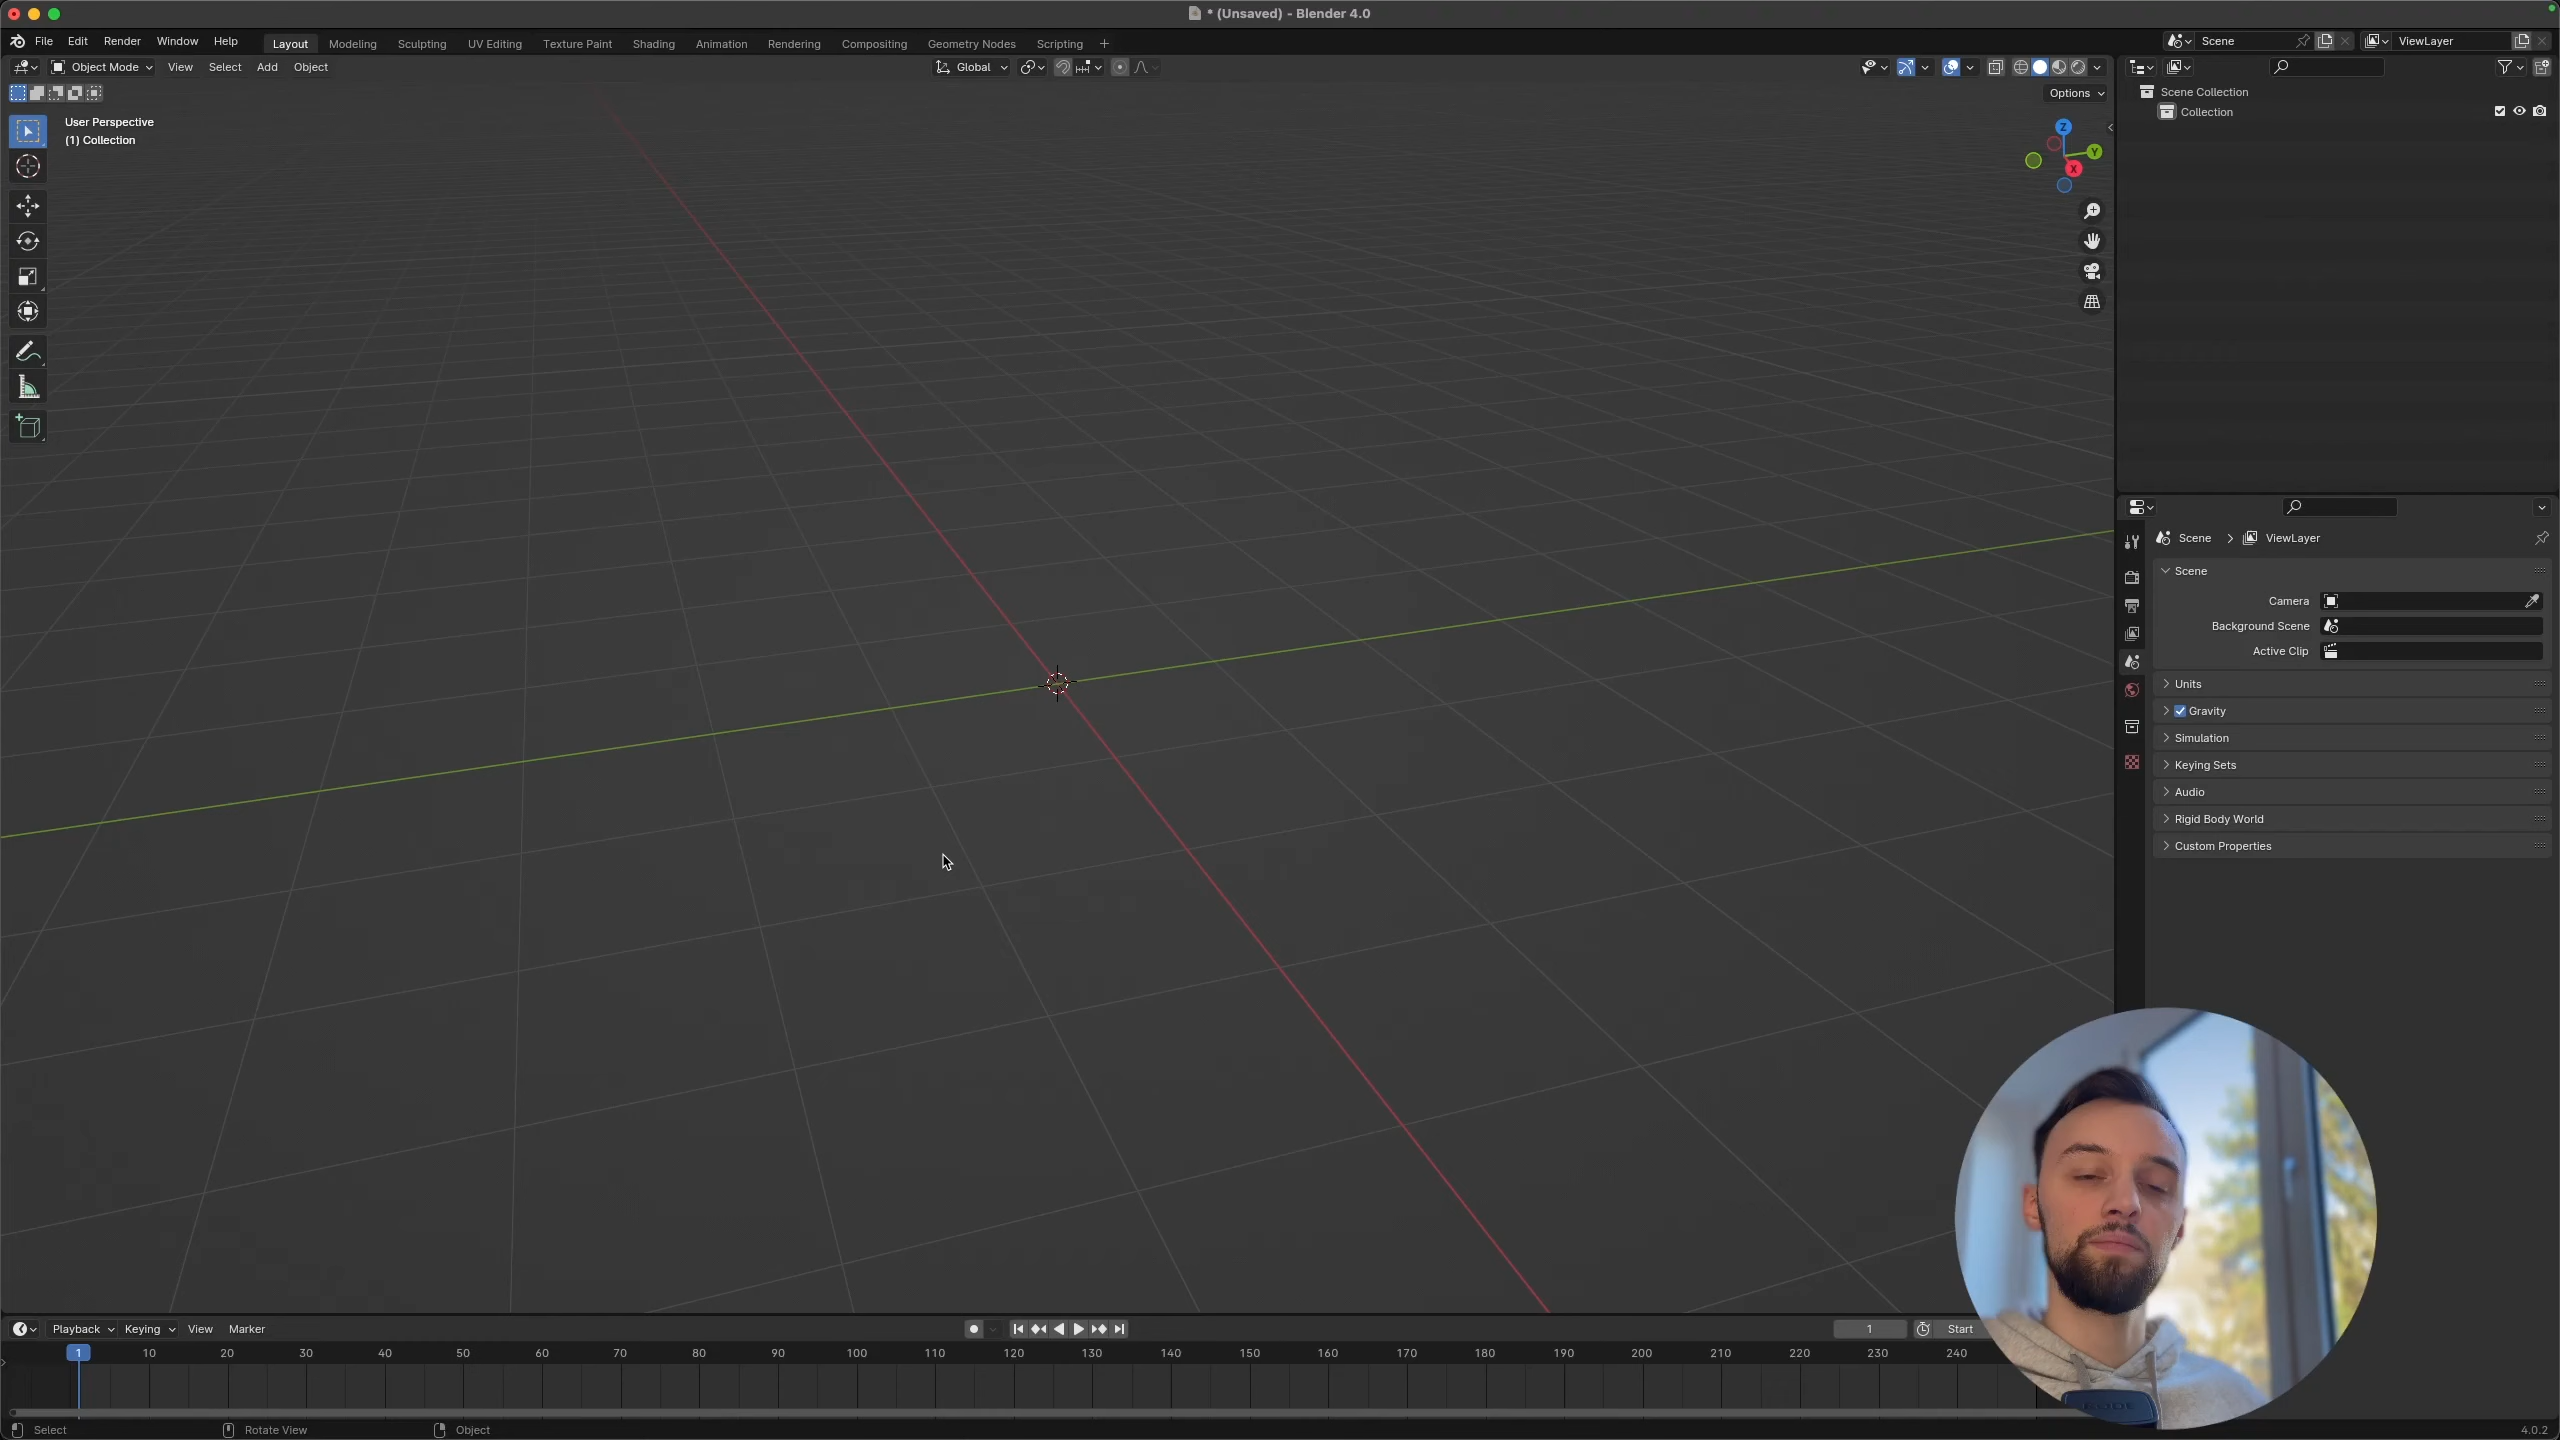 * (Unsaved) - Blender 4.0
File Edit Render Window Help Layout Modeling Sculpting UV Editing Texture Paint Shading Animation Rendering Compositing Geometry Nodes Scripting + Scene ViewLayer
Object Mode View Select Add Object Global
Options
User Perspective
(1) Collection
Z
Y
X
Scene Collection
Collection
Scene > ViewLayer
Scene
Camera
Background Scene
Active Clip
Units
Gravity
Simulation
Keying Sets
Audio
Rigid Body World
Custom Properties
Playback Keying View Marker 1 Start
1 10 20 30 40 50 60 70 80 90 100 110 120 130 140 150 160 170 180 190 200 210 220 230 240
Select Rotate View Object 4.0.2